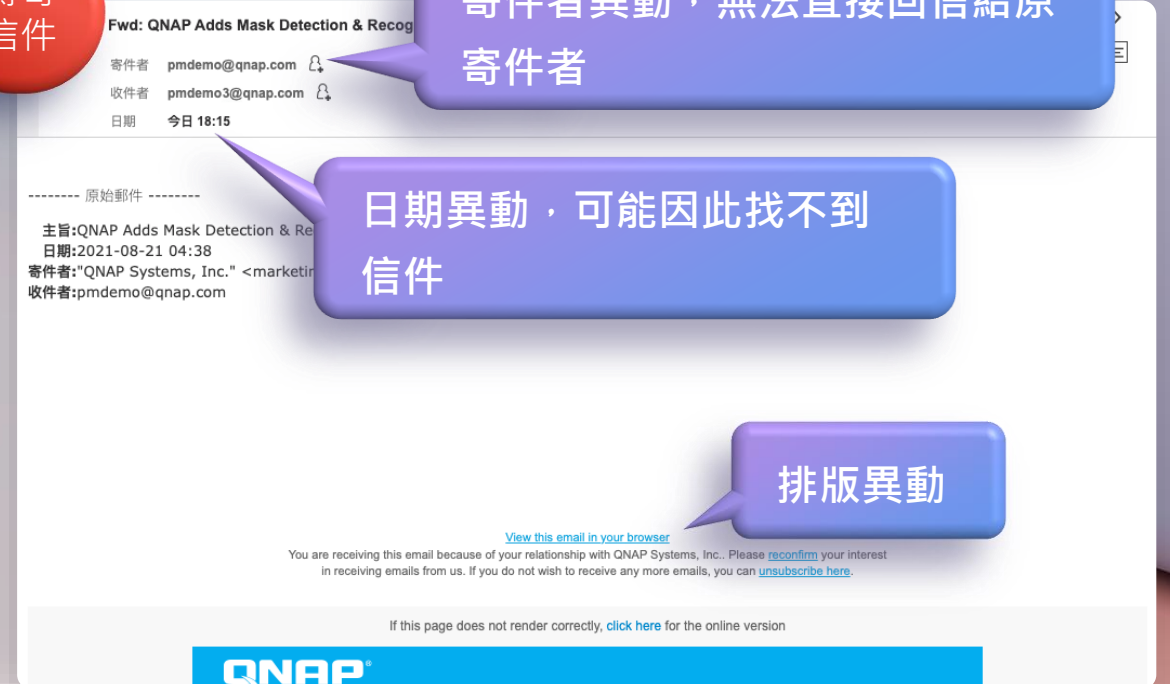 信件
Fwd: QNAP Adds Mask Detection & Recog
寄件者異動，無法直接回信給原
寄件者
寄件者 pmdemo@qnap.com
收件者 pmdemo3@qnap.com
日期 今日 18:15
日期異動，可能因此找不到
信件
-------- 原始郵件 --------
主旨:QNAP Adds Mask Detection & Re
日期:2021-08-21 04:38
寄件者:"QNAP Systems, Inc." <marketin
收件者:pmdemo@qnap.com
排版異動
View this email in your browser
You are receiving this email because of your relationship with QNAP Systems, Inc.. Please reconfirm your interest
in receiving emails from us. If you do not wish to receive any more emails, you can unsubscribe here.
If this page does not render correctly, click here for the online version
QNAP®